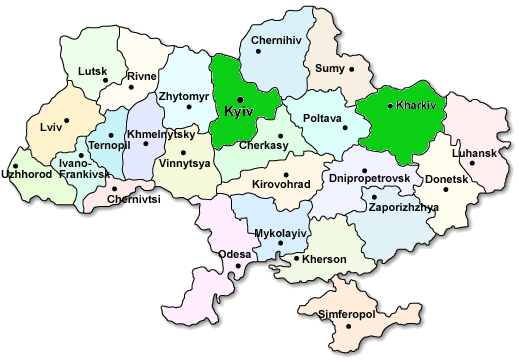 Chernihiv
Sumy
Lutsk
Rivne
Zhytomyr
Kyiv
Kharkiv
Lviv
Poltava
Khmelnytsky
Ternopil
Cherkasy
Ivano-
Frankivsk
Vinnytsya
Luhansk
Uzhhorod
Dnipropetrovsk
Kirovohrad
Donetsk
Chernivtsi
Zaporizhzhya
Mykolayiv
Odesa
Kherson
Simferopol